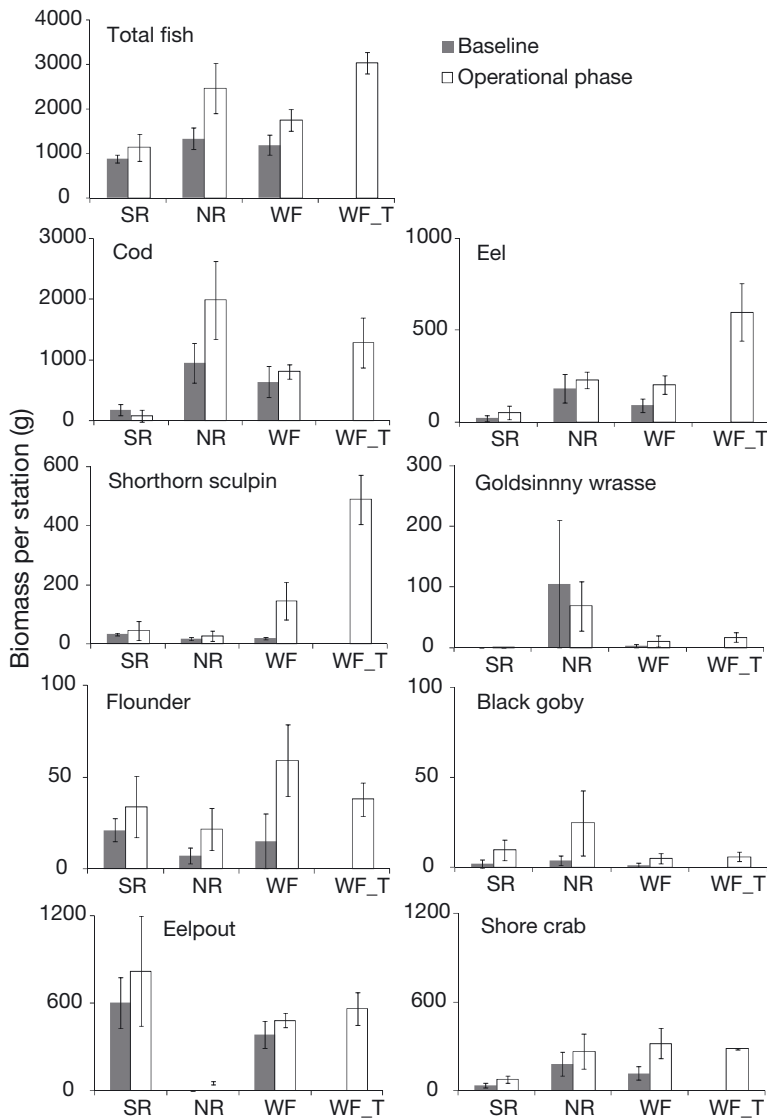 Total fish
Baseline
Operational phase
4000
3000
2000
1000
0
SR NR WF WF_T
Biomass per station (g)
Cod
3000
2000
1000
0
SR NR WF WF_T
Eel
1000
500
0
SR NR WF WF_T
Shorthorn sculpin
600
400
200
0
SR NR WF WF_T
Goldsinnny wrasse
300
200
100
0
SR NR WF WF_T
Flounder
100
50
0
SR NR WF WF_T
Black goby
100
50
0
SR NR WF WF_T
Eelpout
1200
600
0
SR NR WF WF_T
Shore crab
1200
600
0
SR NR WF WF_T